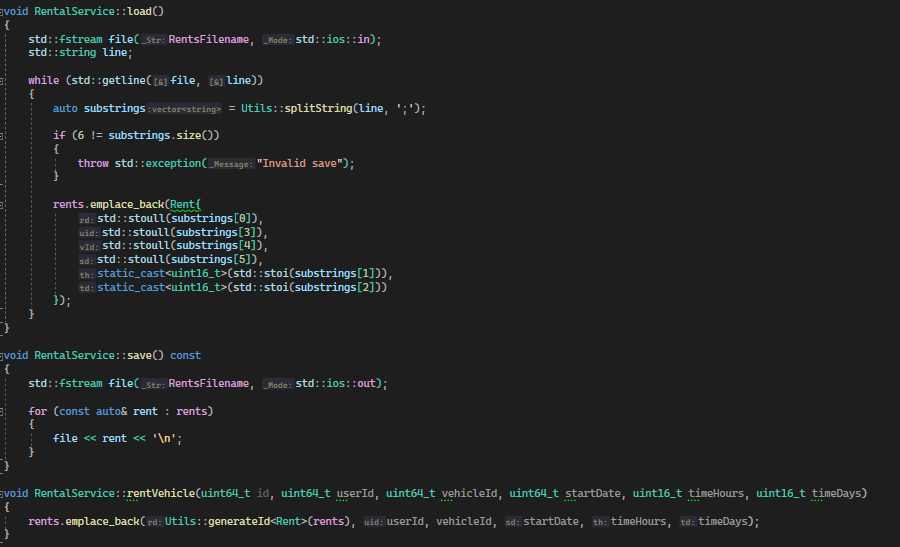 void RentalService::load()
{
std::fstream file(_Str: RentsFilename, _Mode: std::ios::in);
std::string line;
while (std::getline([&] file, [&] line))
{
auto substrings :vector<string> = Utils::splitString(line, ';');
if (6 != substrings.size())
{
throw std::exception(_Message: "Invalid save");
}
rents.emplace_back(Rent{
rd: std::stoull(substrings[0]),
uid: std::stoull(substrings[3]),
vId: std::stoull(substrings[4]),
sd: std::stoull(substrings[5]),
th: static_cast<uint16_t>(std::stoi(substrings[1])),
td: static_cast<uint16_t>(std::stoi(substrings[2]))
});
}
}
void RentalService::save() const
{
std::fstream file(_Str: RentsFilename, _Mode: std::ios::out);
for (const auto& rent : rents)
{
file << rent << '\n';
}
}
void RentalService::rentVehicle(uint64_t id, uint64_t userId, uint64_t vehicleId, uint64_t startDate, uint16_t timeHours, uint16_t timeDays)
{
rents.emplace_back(rd: Utils::generateId<Rent>(rents), uid: userId, vehicleId, sd: startDate, th: timeHours, td: timeDays);
}